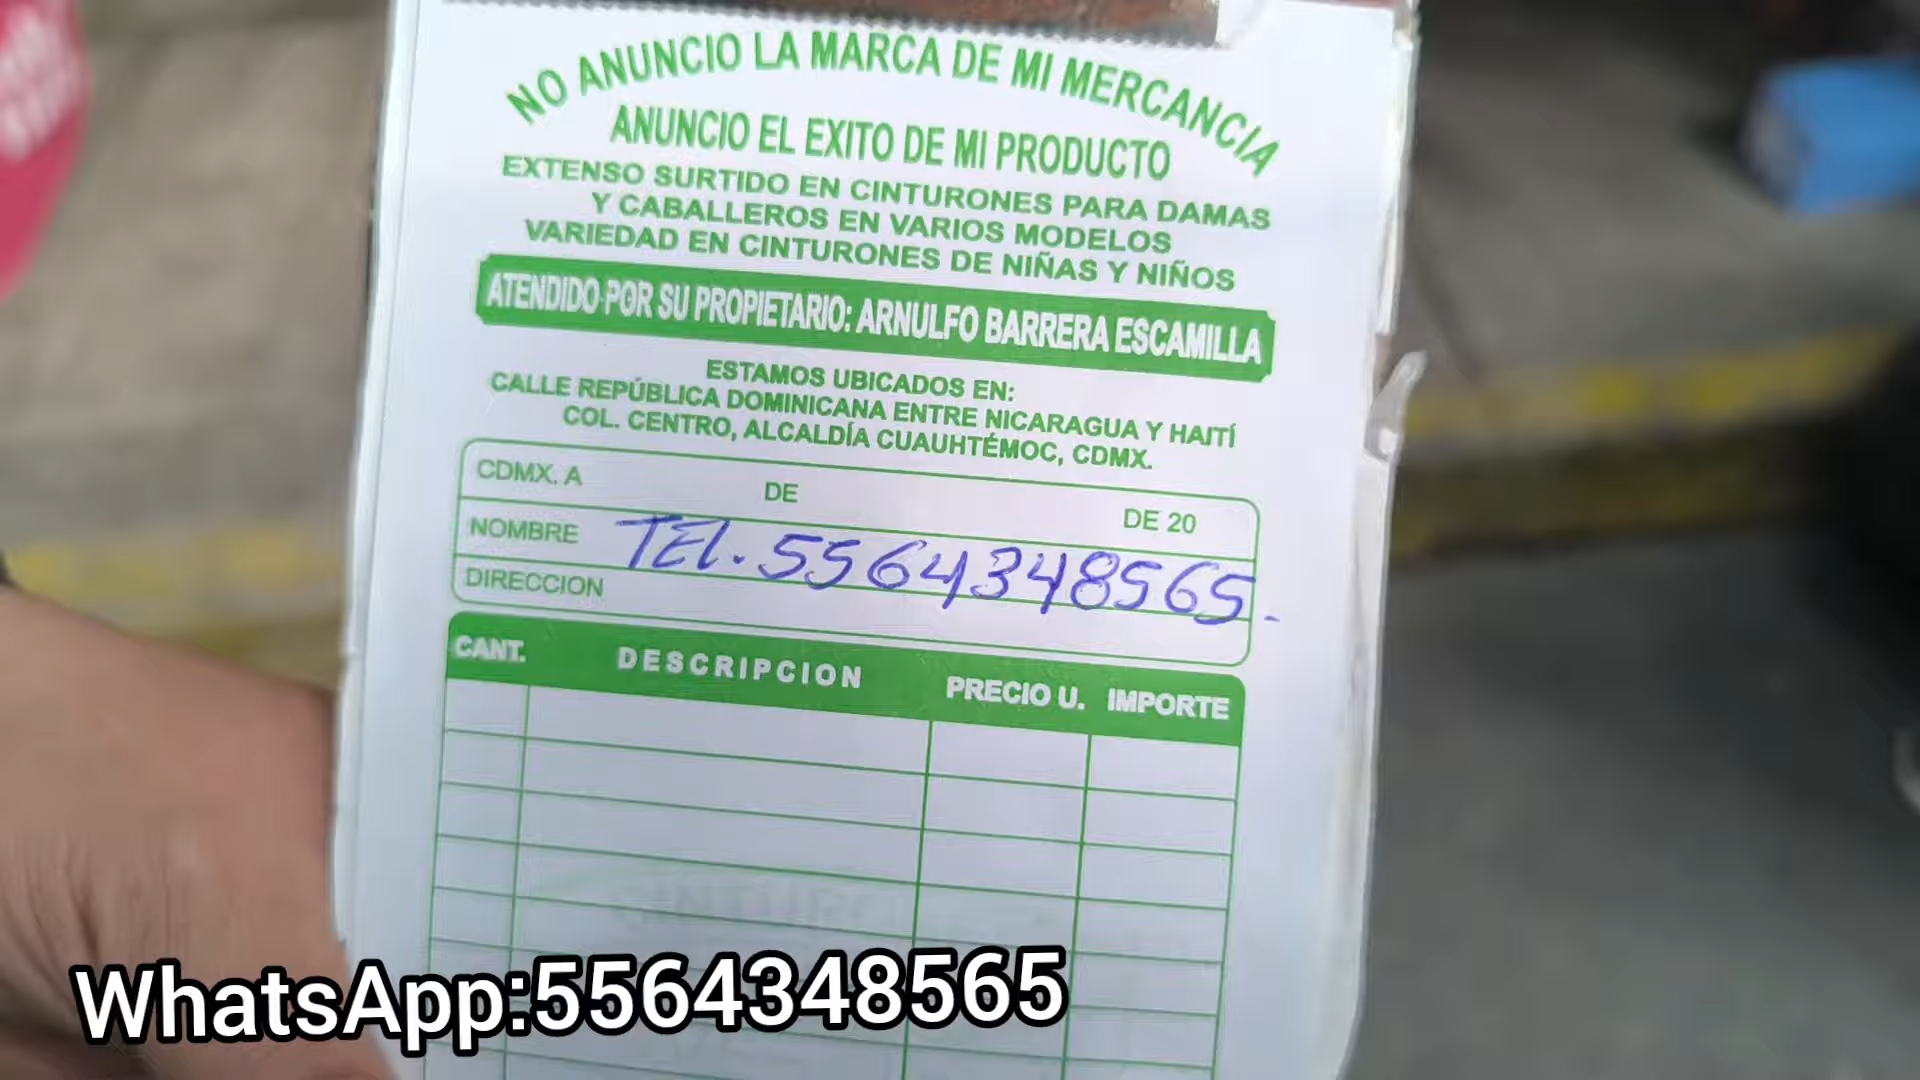 NO ANUNCIO LA MARCA DE MI MERCANCIA
ANUNCIO EL EXITO DE MI PRODUCTO
EXTENSO SURTIDO EN CINTURONES PARA DAMAS
Y CABALLEROS EN VARIOS MODELOS
VARIEDAD EN CINTURONES DE NIÑAS Y NIÑOS
ATENDIDO POR SU PROPIETARIO: ARNULFO BARRERA ESCAMILLA
ESTAMOS UBICADOS EN:
CALLE REPÚBLICA DOMINICANA ENTRE NICARAGUA Y HAITÍ
COL. CENTRO, ALCALDÍA CUAUHTÉMOC, CDMX.
CDMX. A DE DE 20
NOMBRE TEL. 5564348565.
DIRECCION
CANT. DESCRIPCION PRECIO U. IMPORTE
WhatsApp:5564348565